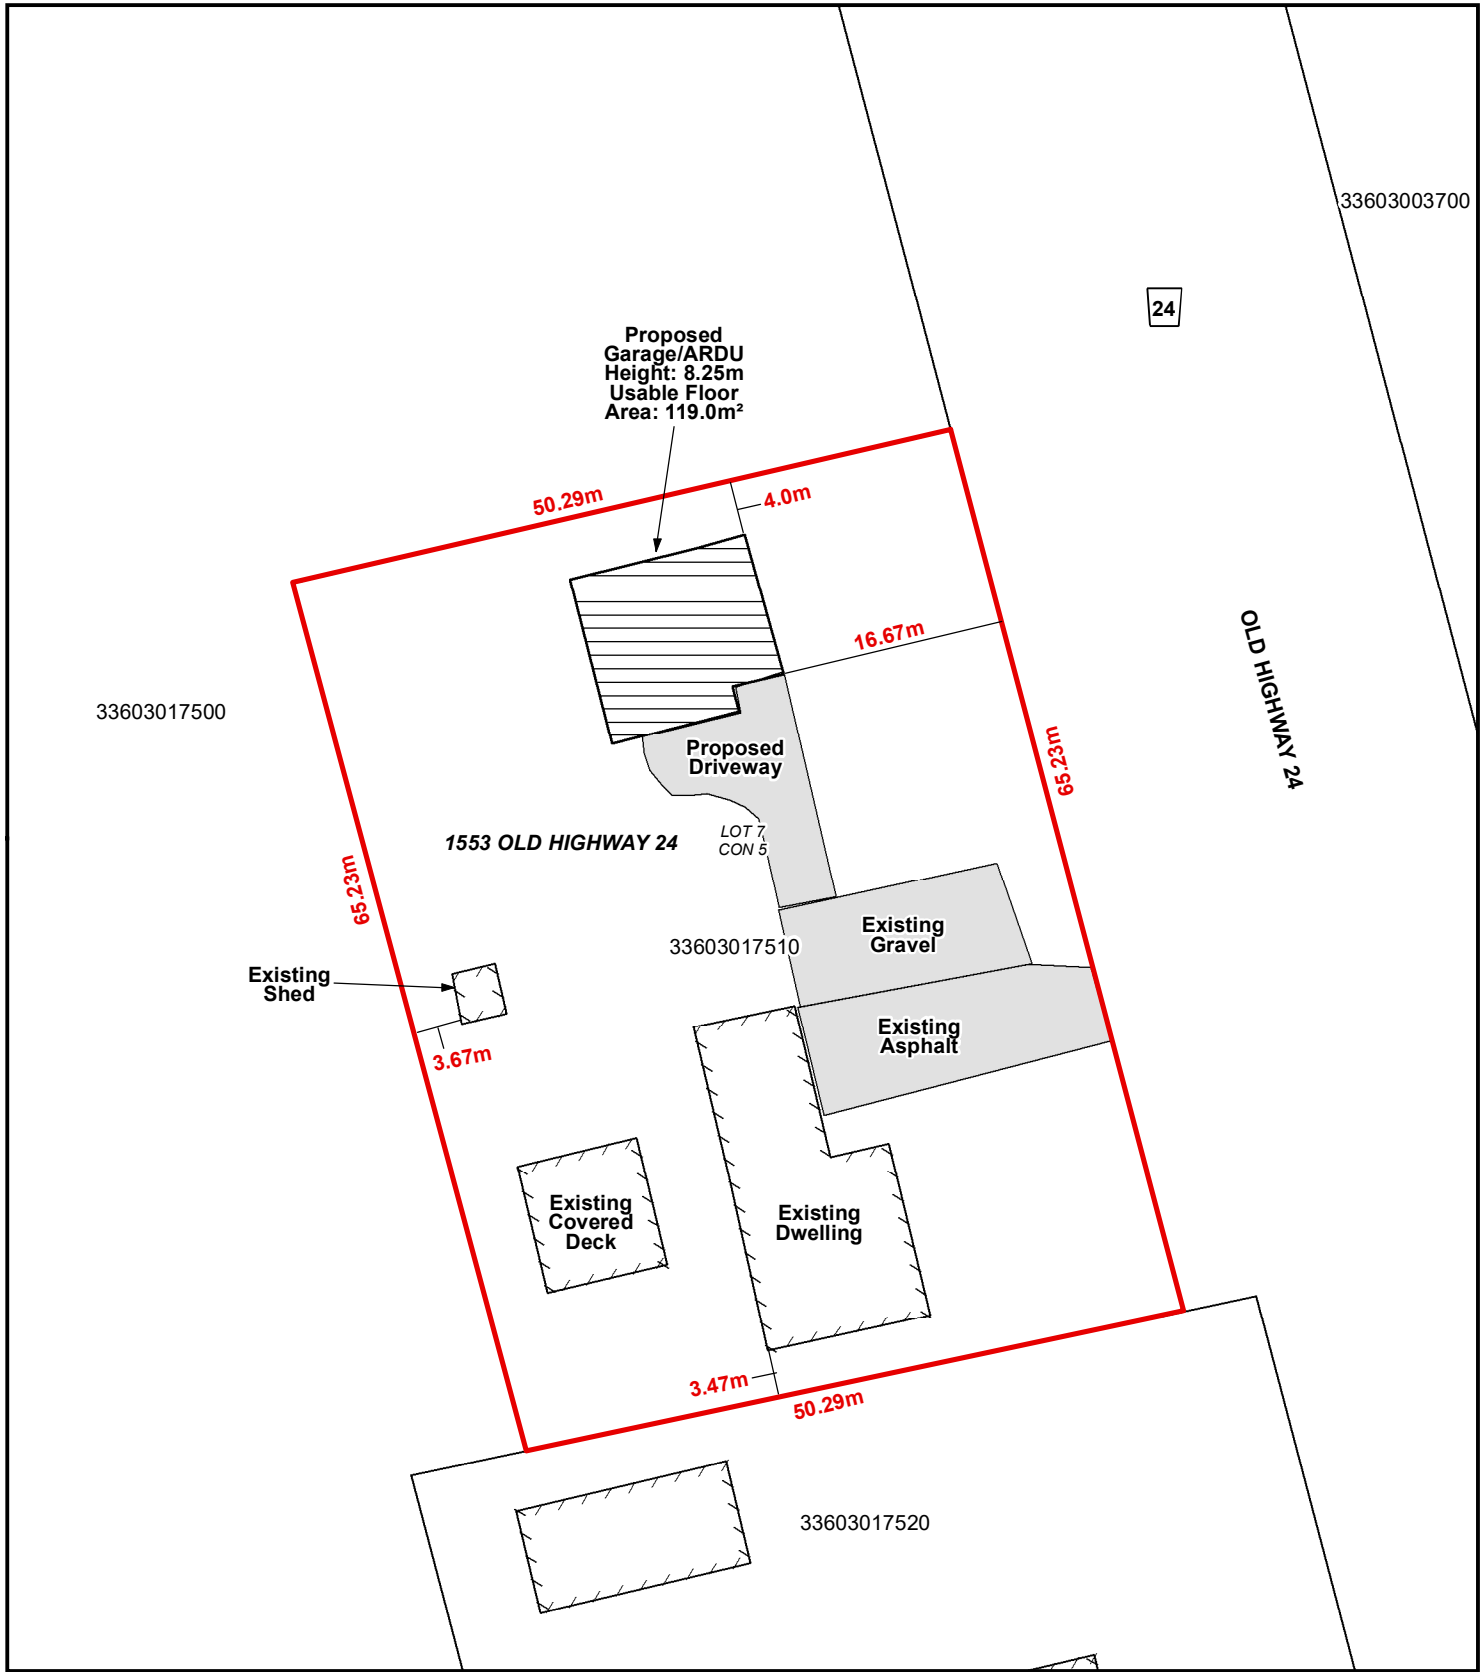 33603003700
24
Proposed
Garage/ARDU
Height: 8.25m
Usable Floor
Area: 119.0m²
50.29m
4.0m
16.67m
OLD HIGHWAY 24
33603017500
Proposed
Driveway
65.23m
1553 OLD HIGHWAY 24
LOT 7
CON 5
65.23m
Existing
Gravel
33603017510
Existing
Shed
Existing
Asphalt
3.67m
Existing
Covered
Deck
Existing
Dwelling
3.47m
50.29m
33603017520